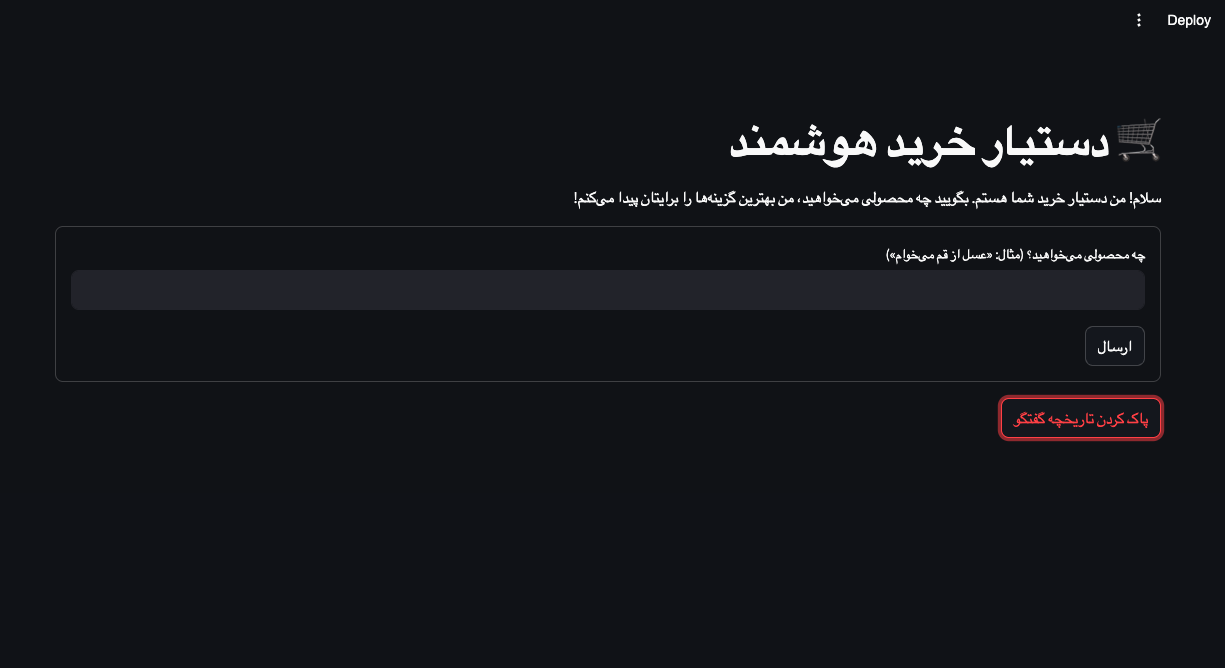 Deploy
🛒 دستیار خرید هوشمند
سلام! من دستیار خرید شما هستم. بگویید چه محصولی می‌خواهید، من بهترین گزینه‌ها را برایتان پیدا می‌کنم!
چه محصولی می‌خواهید؟ (مثال: «عسل از قم می‌خوام»)
ارسال
پاک کردن تاریخچه گفتگو